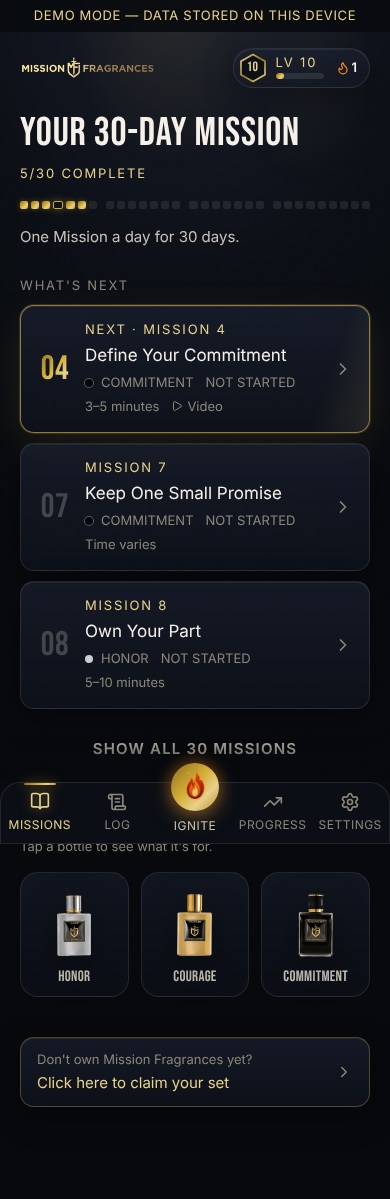 DEMO MODE — DATA STORED ON THIS DEVICE
MISSION FRAGRANCES
10
LV 10
1
YOUR 30-DAY MISSION
5/30 COMPLETE
One Mission a day for 30 days.
WHAT'S NEXT
NEXT · MISSION 4
04
Define Your Commitment
COMMITMENT NOT STARTED
3–5 minutes Video
MISSION 7
07
Keep One Small Promise
COMMITMENT NOT STARTED
Time varies
MISSION 8
08
Own Your Part
HONOR NOT STARTED
5–10 minutes
SHOW ALL 30 MISSIONS
MISSIONS LOG IGNITE PROGRESS SETTINGS
Tap a bottle to see what it's for.
HONOR COURAGE COMMITMENT
Don't own Mission Fragrances yet?
Click here to claim your set